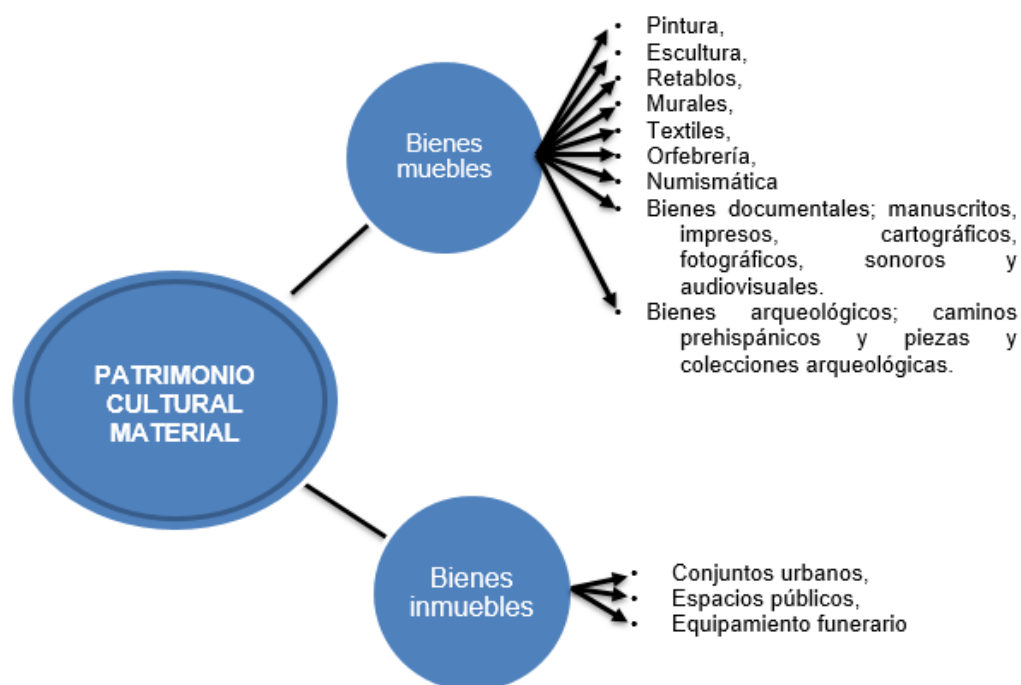 PATRIMONIO
CULTURAL
MATERIAL
Bienes
muebles
• Pintura,
• Escultura,
• Retablos,
• Murales,
• Textiles,
• Orfebrería,
• Numismática
• Bienes documentales; manuscritos,
impresos, cartográficos,
fotográficos, sonoros y
audiovisuales.
• Bienes arqueológicos; caminos
prehispánicos y piezas y
colecciones arqueológicas.
Bienes
inmuebles
• Conjuntos urbanos,
• Espacios públicos,
• Equipamiento funerario